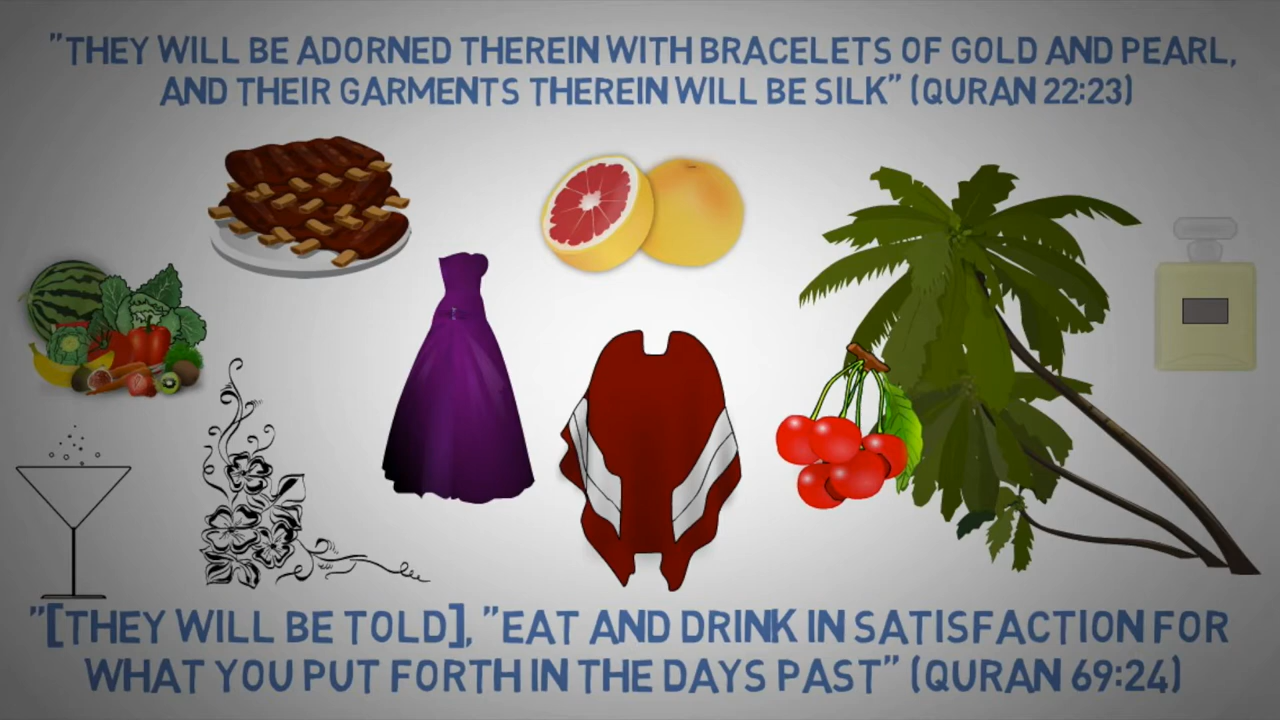 "THEY WILL BE ADORNED THEREIN WITH BRACELETS OF GOLD AND PEARL,
AND THEIR GARMENTS THEREIN WILL BE SILK" (QURAN 22:23)
"[THEY WILL BE TOLD], "EAT AND DRINK IN SATISFACTION FOR
WHAT YOU PUT FORTH IN THE DAYS PAST" (QURAN 69:24)